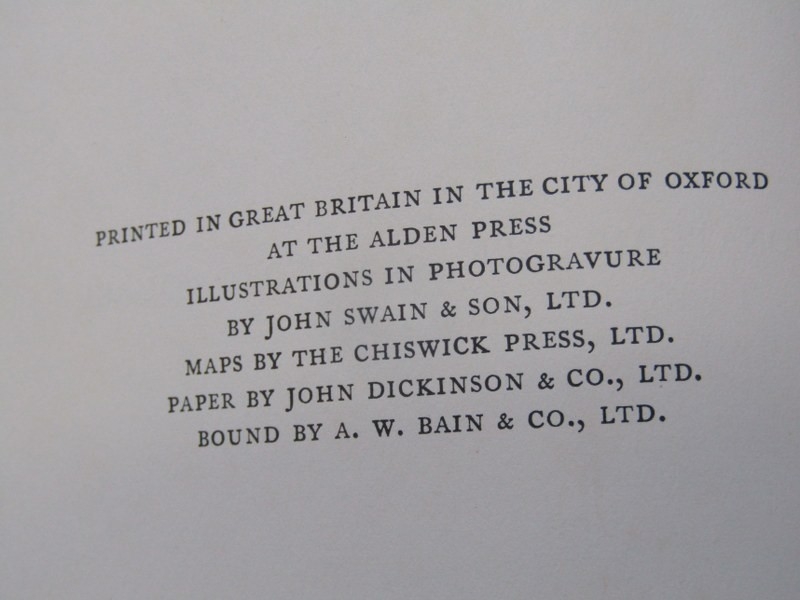 PRINTED IN GREAT BRITAIN IN THE CITY OF OXFORD
AT THE ALDEN PRESS
ILLUSTRATIONS IN PHOTOGRAVURE
BY JOHN SWAIN & SON, LTD.
MAPS BY THE CHISWICK PRESS, LTD.
PAPER BY JOHN DICKINSON & CO., LTD.
BOUND BY A. W. BAIN & CO., LTD.